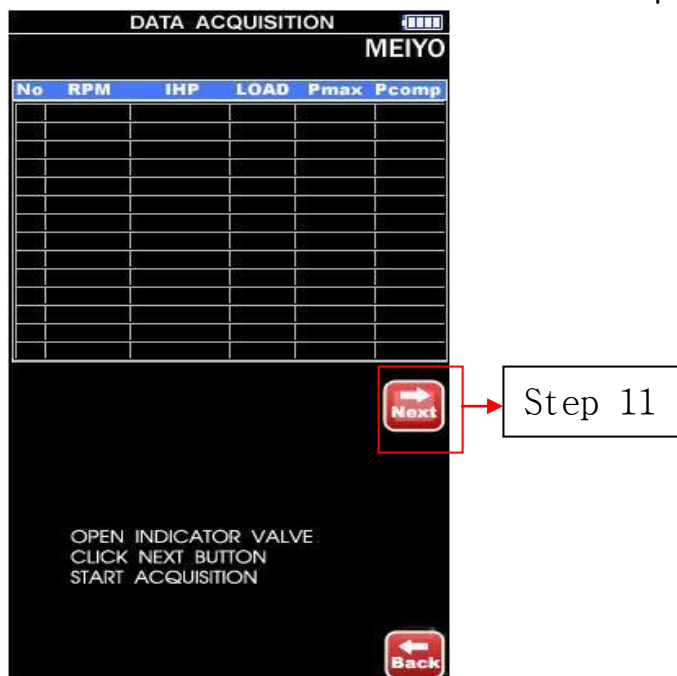 DATA ACQUISITION
MEIYO
No RPM IHP LOAD Pmax Pcomp
Next
Step 11
OPEN INDICATOR VALVE
CLICK NEXT BUTTON
START ACQUISITION
Back